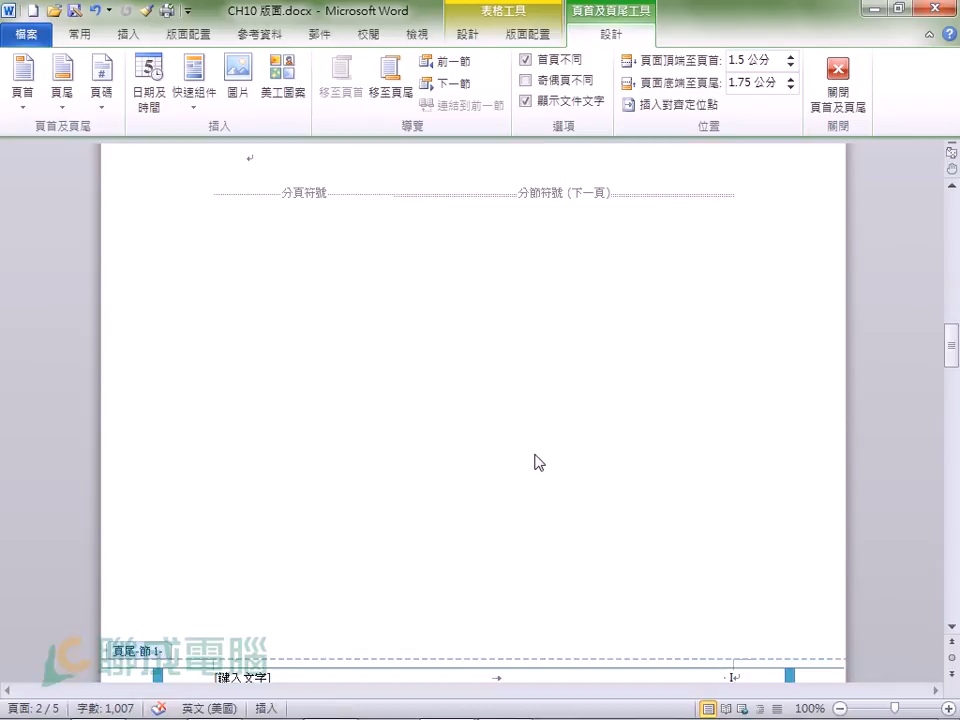 CH10 版面.docx - Microsoft Word
表格工具
頁首及頁尾工具
檔案
常用
插入
版面配置
參考資料
郵件
校閱
檢視
設計
版面配置
設計
頁首
頁尾
頁碼
頁首及頁尾
日期及時間
快速組件
圖片
美工圖案
插入
移至頁首
移至頁尾
前一節
下一節
連結到前一節
導覽
首頁不同
奇偶頁不同
顯示文件文字
選項
頁面頂端至頁首: 1.5 公分
頁面底端至頁尾: 1.75 公分
插入對齊定位點
位置
關閉
頁首及頁尾
關閉
分頁符號
分節符號 (下一頁)
頁尾-節 1-
聯成電腦
[鍵入文字]
I
頁面: 2 / 5
字數: 1,007
英文 (美國)
插入
100%